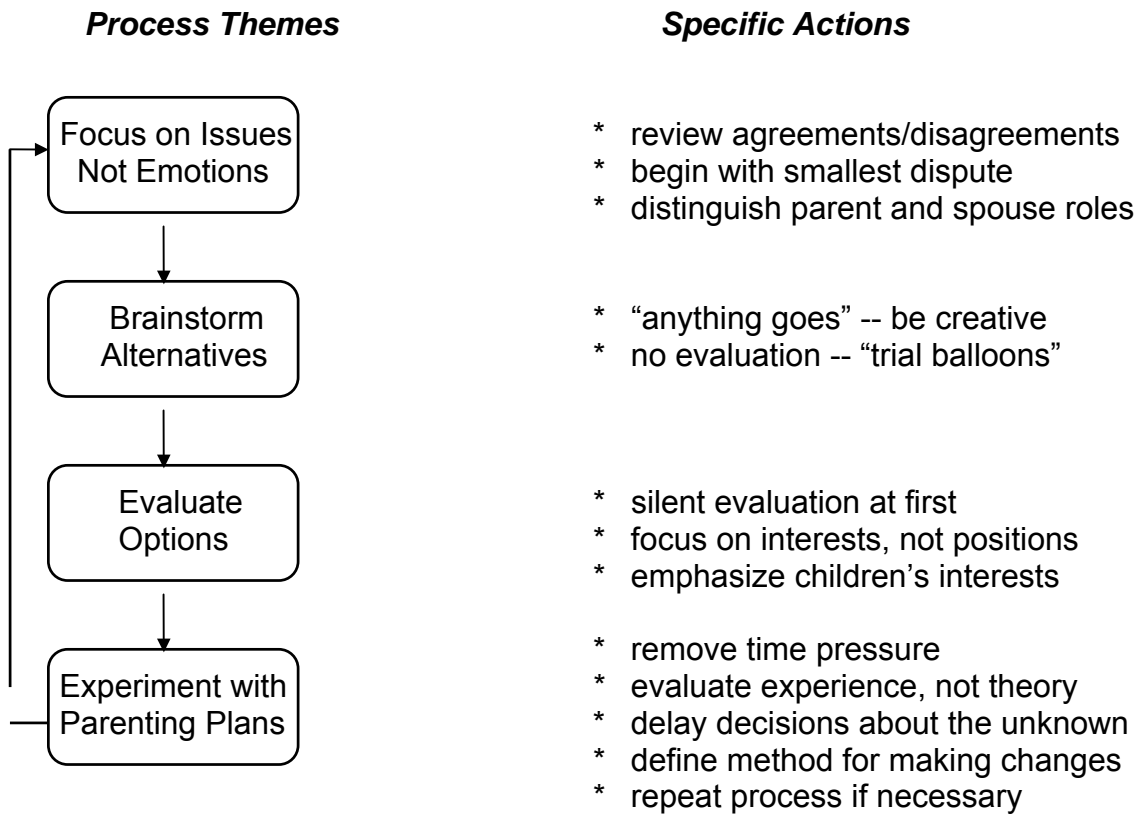 Process Themes
Specific Actions
Focus on Issues
Not Emotions
* review agreements/disagreements
* begin with smallest dispute
* distinguish parent and spouse roles
Brainstorm
Alternatives
* “anything goes” -- be creative
* no evaluation -- “trial balloons”
Evaluate
Options
* silent evaluation at first
* focus on interests, not positions
* emphasize children’s interests
Experiment with
Parenting Plans
* remove time pressure
* evaluate experience, not theory
* delay decisions about the unknown
* define method for making changes
* repeat process if necessary